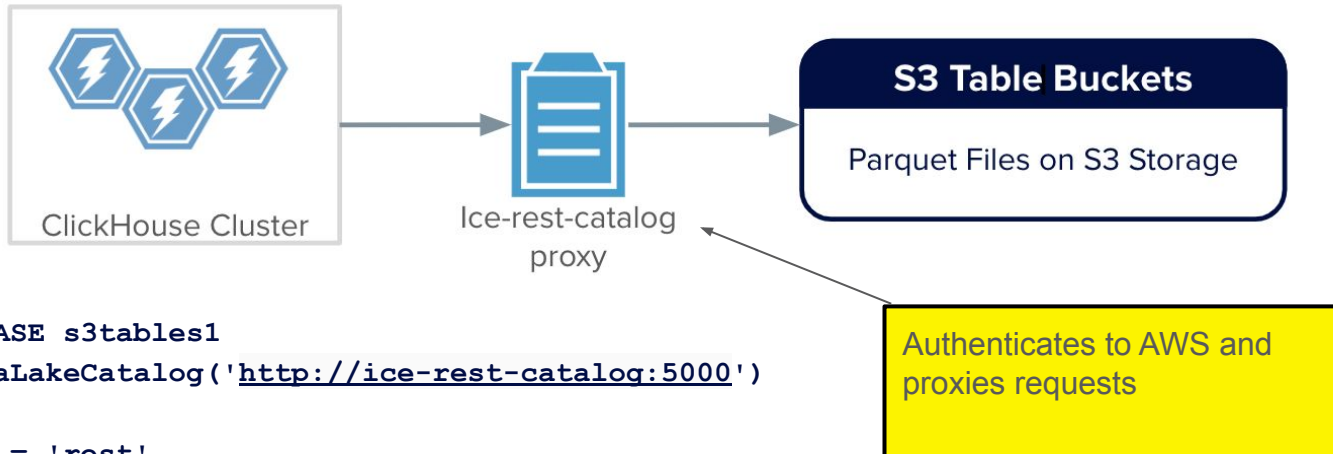 S3 Table Buckets
Parquet Files on S3 Storage
ClickHouse Cluster
Ice-rest-catalog
proxy
ASE s3tables1
aLakeCatalog('http://ice-rest-catalog:5000')
= 'rest'
Authenticates to AWS and
proxies requests